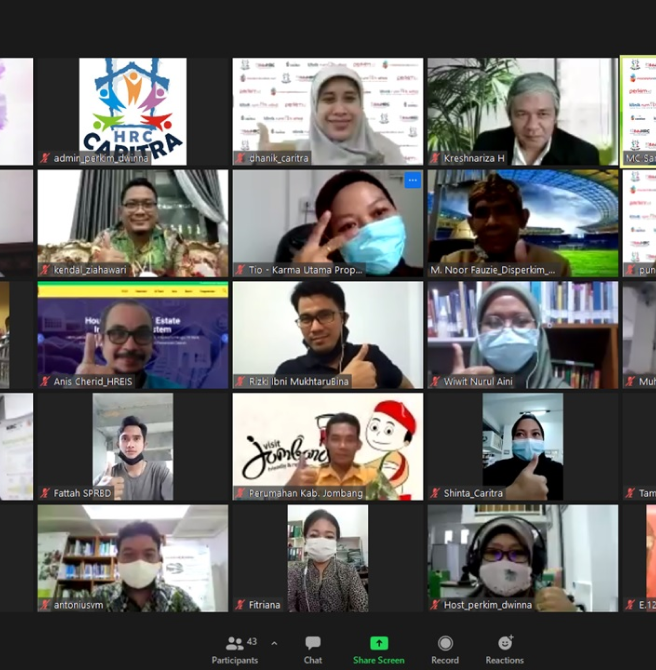 HRC
CARITRA
admin_perkim_dwinna
dhanik_caritra
Kreshnariza H
kendal_ziahawari
Tio - Karma Utama Prop...
M. Noor Fauzie_Disperkim_...
Estate
Anis Cherid_HREIS
Rizki Ibni MukhtaruBina
Wiwit Nurul Aini
Fattah SPRBD
visit
Jombang
Perumahan Kab. Jombang
Shinta_Caritra
antoniusvm
Fitriana
Host_perkim_dwinna
43
Participants
Chat
Share Screen
Record
Reactions